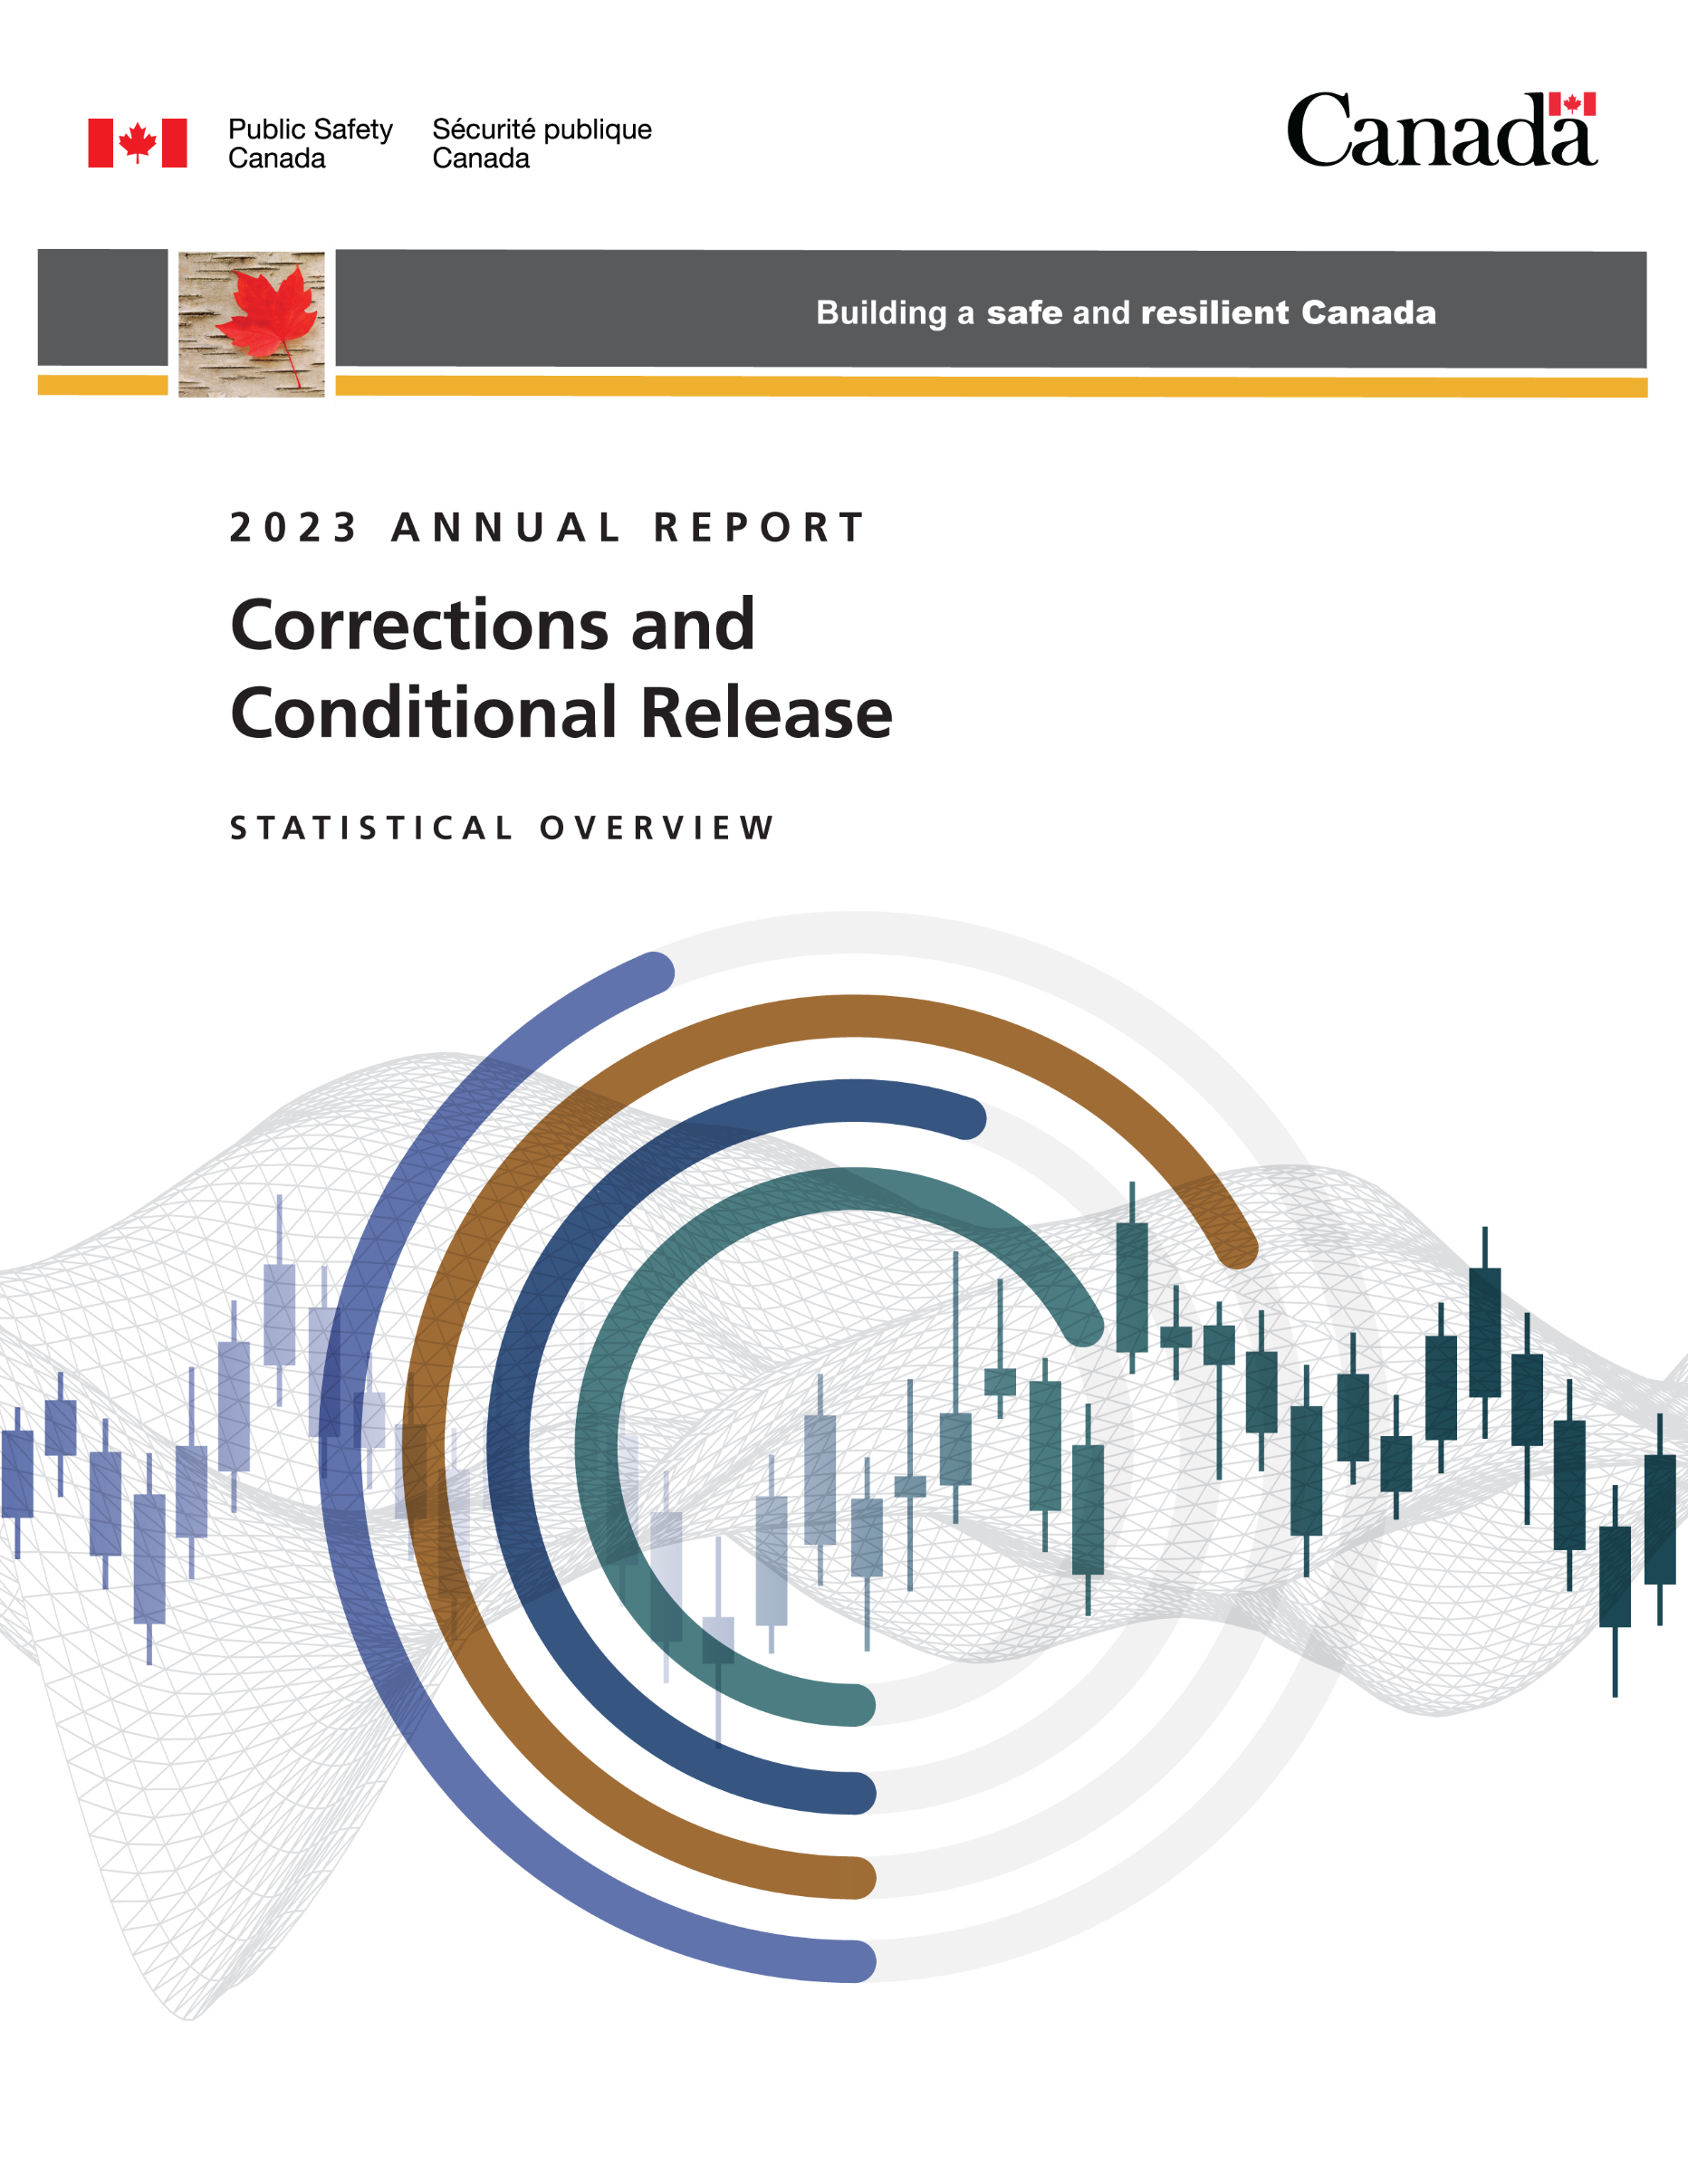 Public Safety
Canada
Sécurité publique
Canada
Canada
Building a safe and resilient Canada
2023 ANNUAL REPORT
Corrections and
Conditional Release
STATISTICAL OVERVIEW